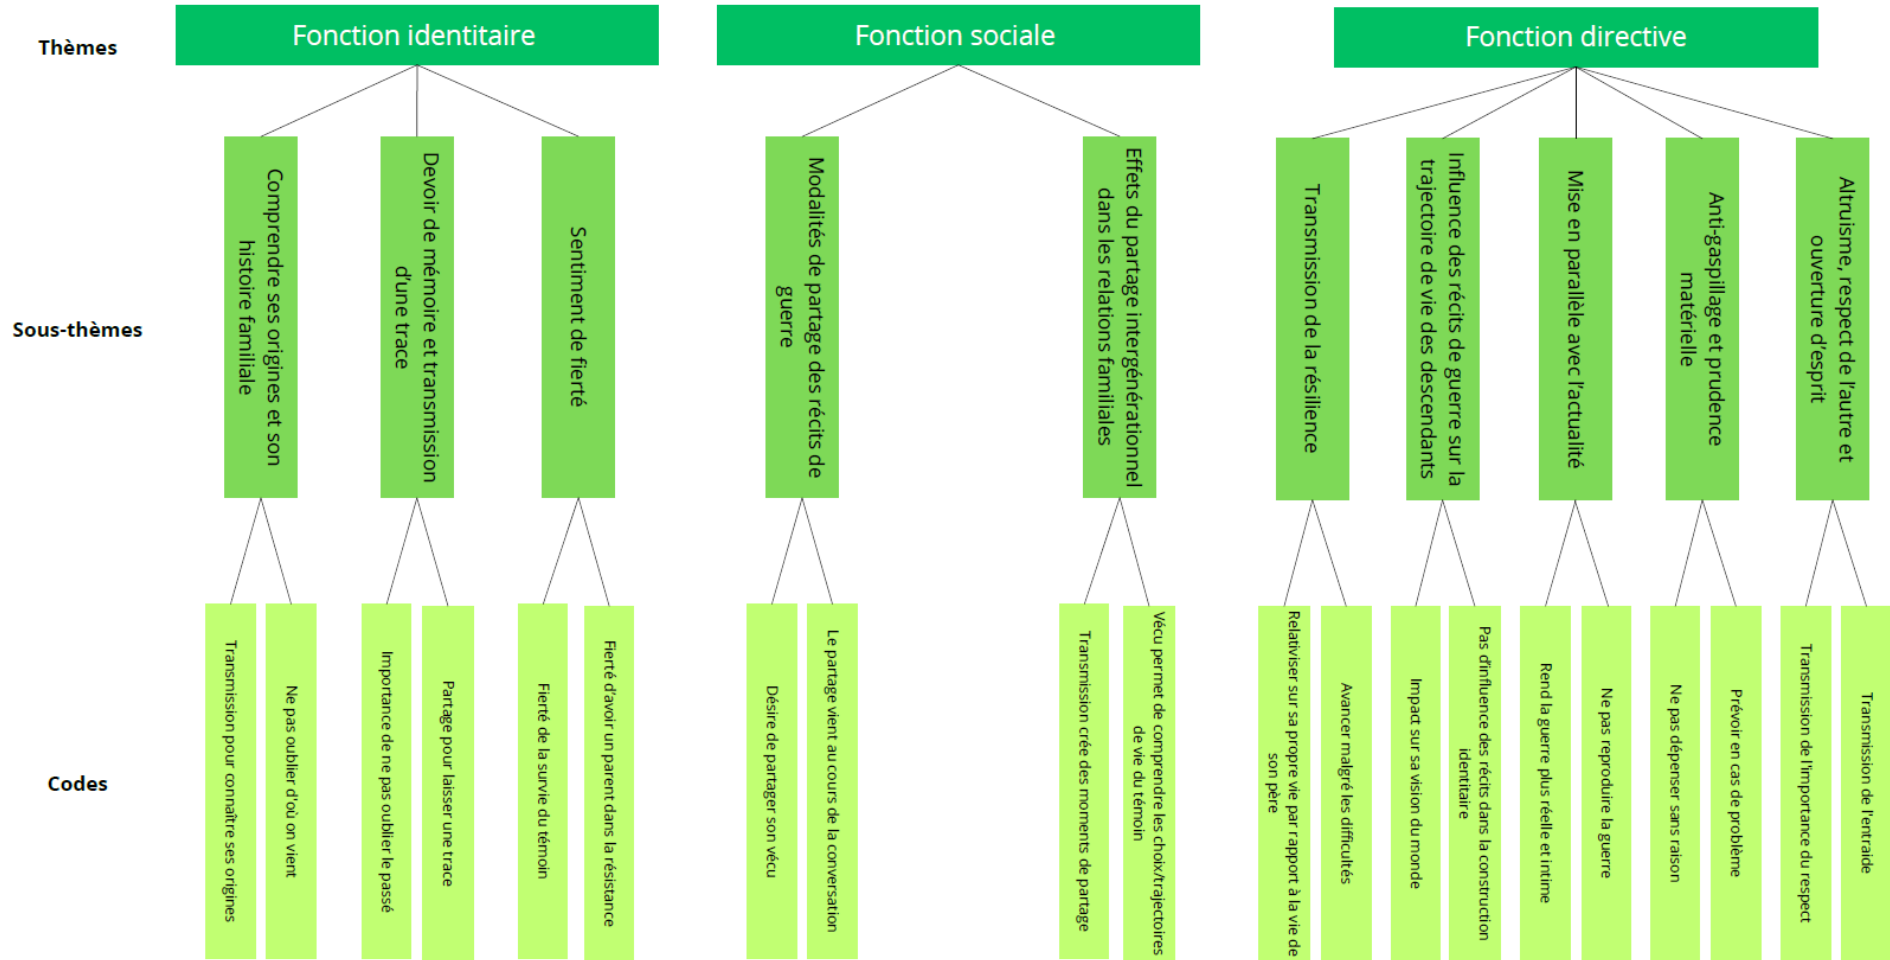 Thèmes
Fonction identitaire
Fonction sociale
Fonction directive
Sous-thèmes
Comprendre ses origines et son
histoire familiale
Devoir de mémoire et transmission
d'une trace
Sentiment de fierté
Modalités de partage des récits de
guerre
Effets du partage intergénérationnel
dans les relations familiales
Transmission de la résilience
Influence des récits de guerre sur la
trajectoire de vie des descendants
Mise en parallèle avec l'actualité
Anti-gaspillage et prudence
matérielle
Altruisme, respect de l'autre et
ouverture d'esprit
Codes
Transmission pour connaître ses origines
Ne pas oublier d'où on vient
Importance de ne pas oublier le passé
Partage pour laisser une trace
Fierté de la survie du témoin
Fierté d'avoir un parent dans la résistance
Désire de partager son vécu
Le partage vient au cours de la conversation
Transmission crée des moments de partage
Vécu permet de comprendre les choix/trajectoires
de vie du témoin
Relativiser sur sa propre vie par rapport à la vie de
son père
Avancer malgré les difficultés
Impact sur sa vision du monde
Pas d'influence des récits dans la construction
identitaire
Rend la guerre plus réelle et intime
Ne pas reproduire la guerre
Ne pas dépenser sans raison
Prévoir en cas de problème
Transmission de l'importance du respect
Transmission de l'entraide